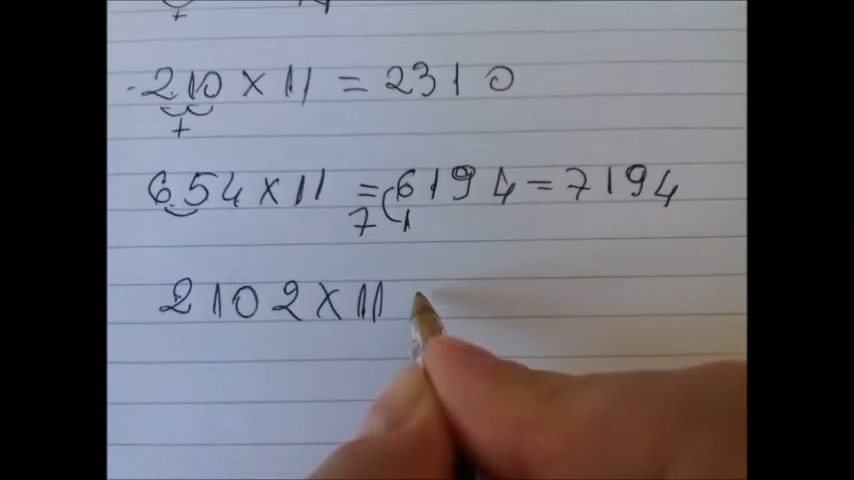 +
210 × 11 = 2310
+
654 × 11 = 6194 = 7194
7 1
2102 × 11